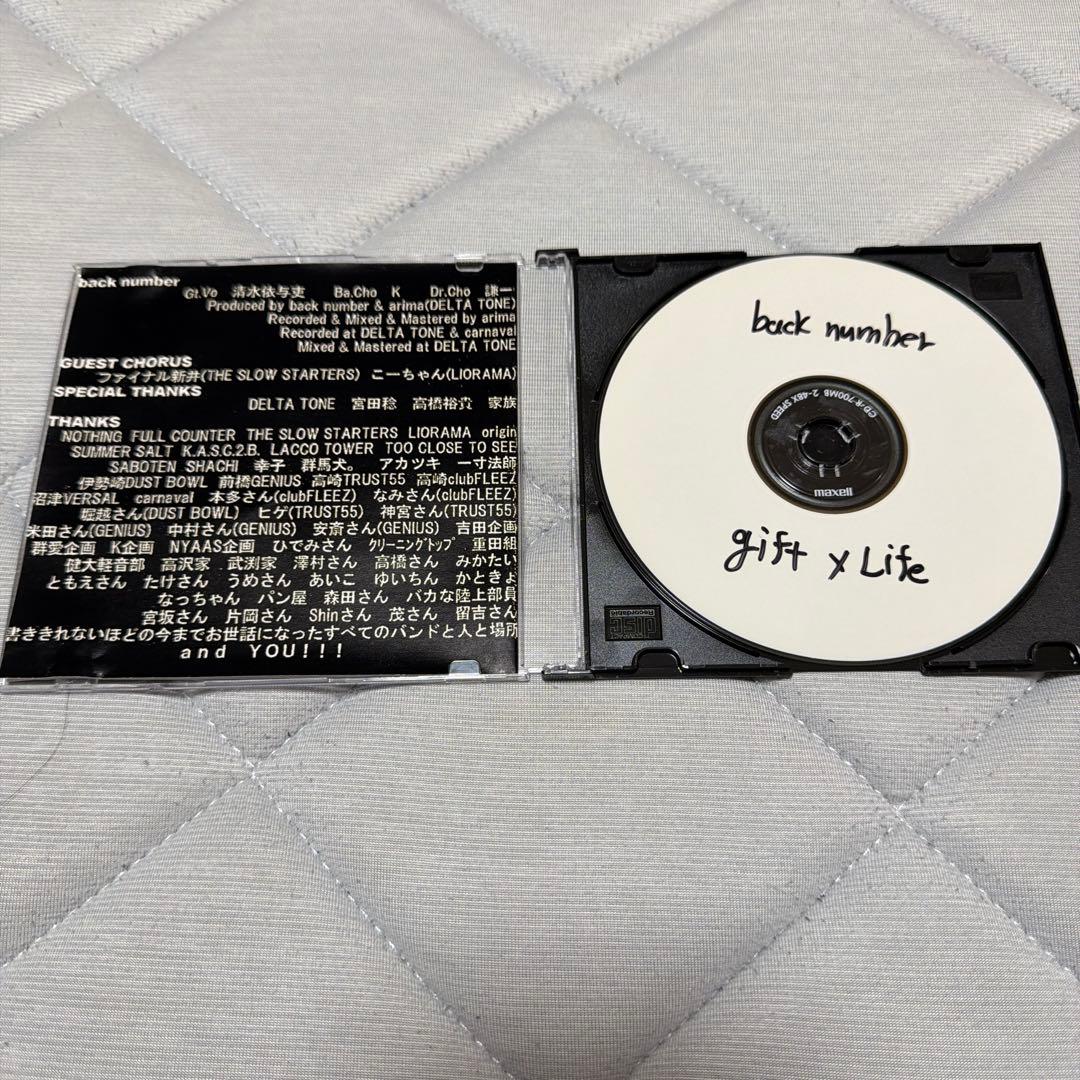 back number
Gt.Vo 清水依与吏 Ba.Cho K Dr.Cho 謙一
Produced by back number & arima(DELTA TONE)
Recorded & Mixed & Mastered by arima
Recorded at DELTA TONE & carnaval
Mixed & Mastered at DELTA TONE
GUEST CHORUS
ファイナル新井(THE SLOW STARTERS) こーちゃん(LIORAMA)
SPECIAL THANKS
DELTA TONE 宮田稔 高橋裕貴 家族
THANKS
NOTHING FULL COUNTER THE SLOW STARTERS LIORAMA origin
SUMMER SALT K.A.S.C.2.B. LACCO TOWER TOO CLOSE TO SEE
SABOTEN SHACHI 幸子 群馬犬。 アカツキ 一寸法師
伊勢崎DUST BOWL 前橋GENIUS 高崎TRUST55 高崎clubFLEEZ
沼津VERSAL carnaval 本多さん(clubFLEEZ) なみさん(clubFLEEZ)
堀越さん(DUST BOWL) ヒゲ(TRUST55) 神宮さん(TRUST55)
米田さん(GENIUS) 中村さん(GENIUS) 安斎さん(GENIUS) 吉田企画
群愛企画 K企画 NYAAS企画 ひでみさん クリーニングトップ 重田組
健大軽音部 高沢家 武渕家 澤村さん 高橋さん みかたい
ともえさん たけさん うめさん あいこ ゆいちん かときょ
なっちゃん パン屋 森田さん バカな陸上部員
宮坂さん 片岡さん Shinさん 茂さん 留吉さん
書ききれないほどの今までお世話になったすべてのバンドと人と場所
and YOU!!!
back number
CD-R 700MB 2-48X SPEED
maxell
gift × Life
disc
Recordable